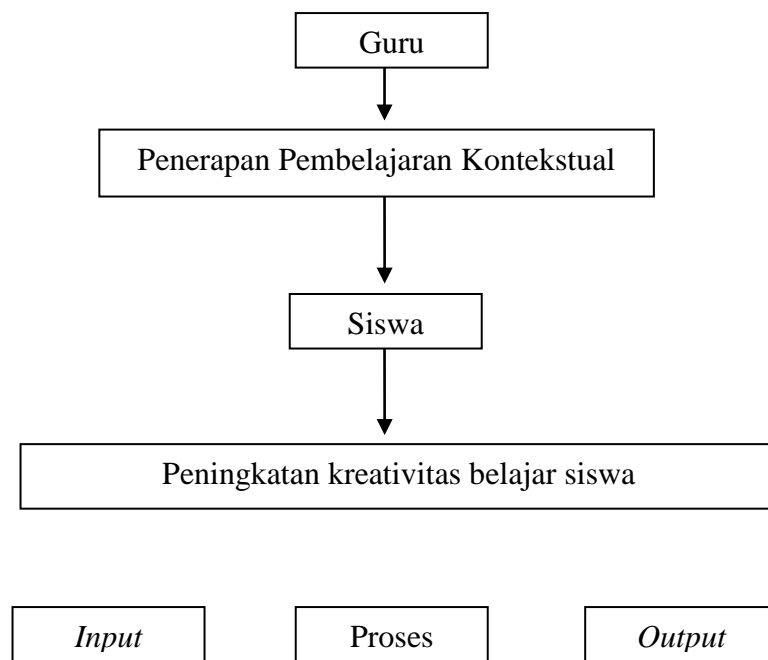 Guru
Penerapan Pembelajaran Kontekstual
Siswa
Peningkatan kreativitas belajar siswa
Input Proses Output